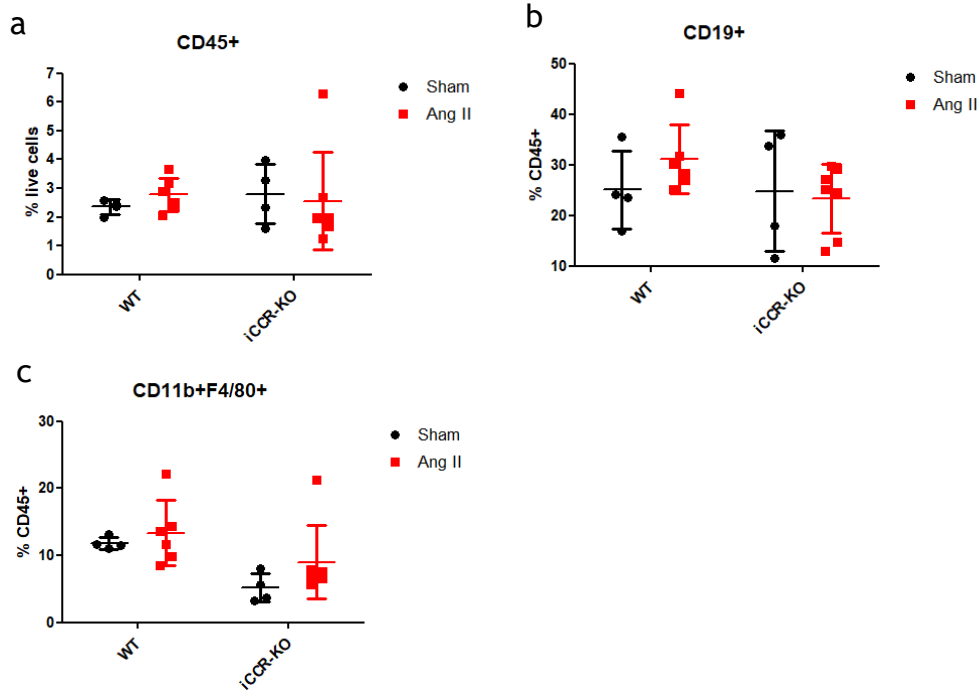 a
CD45+
% live cells
7
6
5
4
3
2
1
0
WT
iCCR-KO
Sham
Ang II
b
CD19+
% CD45+
50
40
30
20
10
WT
iCCR-KO
Sham
Ang II
c
CD11b+F4/80+
% CD45+
30
20
10
0
WT
iCCR-KO
Sham
Ang II